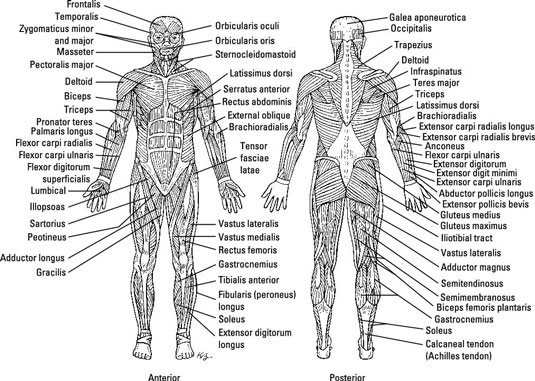 Frontalis
Temporalis
Zygomaticus minor
and major
Masseter
Pectoralis major
Deltoid
Biceps
Triceps
Pronator teres
Palmaris longus
Flexor carpi radialis
Flexor carpi ulnaris
Flexor digitorum
superficialis
Lumbical
Illopsoas
Sartorius
Peotineus
Adductor longus
Gracilis
Orbicularis oculi
Orbicularis oris
Sternocleidomastoid
Latissimus dorsi
Serratus anterior
Rectus abdominis
External oblique
Brachioradialis
Tensor
fasciae
latae
Vastus lateralis
Vastus medialis
Rectus femoris
Gastrocnemius
Tibialis anterior
Fibularis (peroneus)
longus
Soleus
Extensor digitorum
longus
Anterior
Galea aponeurotica
Occipitalis
Trapezius
Deltoid
Infraspinatus
Teres major
Triceps
Latissimus dorsi
Brachioradialis
Extensor carpi radialis longus
Extensor carpi radialis brevis
Anconeus
Flexor carpi ulnaris
Extensor digitorum
Extensor digit minimi
Extensor carpi ulnaris
Abductor pollicis longus
Extensor pollicis bevis
Gluteus medius
Gluteus maximus
Iliotibial tract
Vastus lateralis
Adductor magnus
Semitendinosus
Semimembranosus
Biceps femoris plantaris
Gastrocnemius
Soleus
Calcaneal tendon
(Achilles tendon)
Posterior